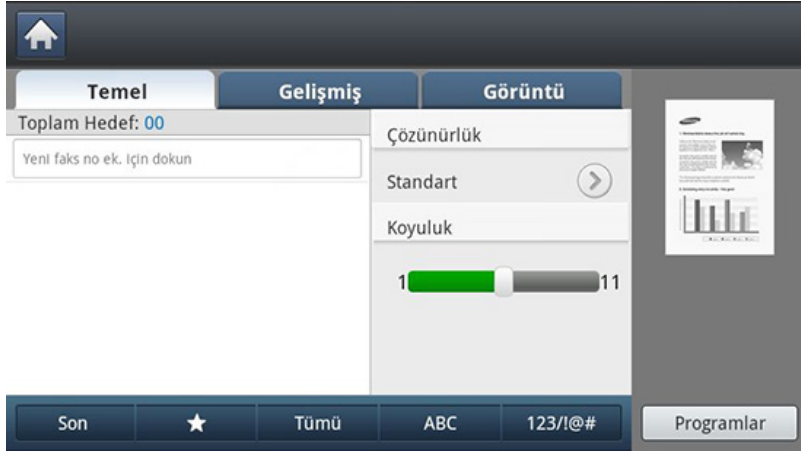 Temel
Gelişmiş
Görüntü
Toplam Hedef: 00
Yeni faks no ek. için dokun
Çözünürlük
Standart
Koyuluk
1
11
Son
Tümü
ABC
123/!@#
Programlar